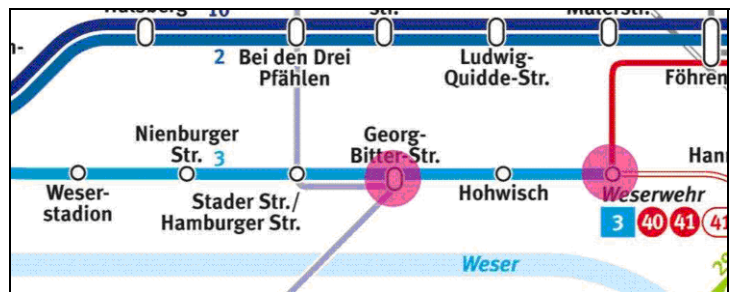 10
2
Bei den Drei
Pfählen
Ludwig-
Quidde-Str.
Nienburger
Str. 3
Georg-
Bitter-Str.
Weser-
stadion
Stader Str./
Hamburger Str.
Hohwisch
Weserwehr
3 40 41 41
Weser